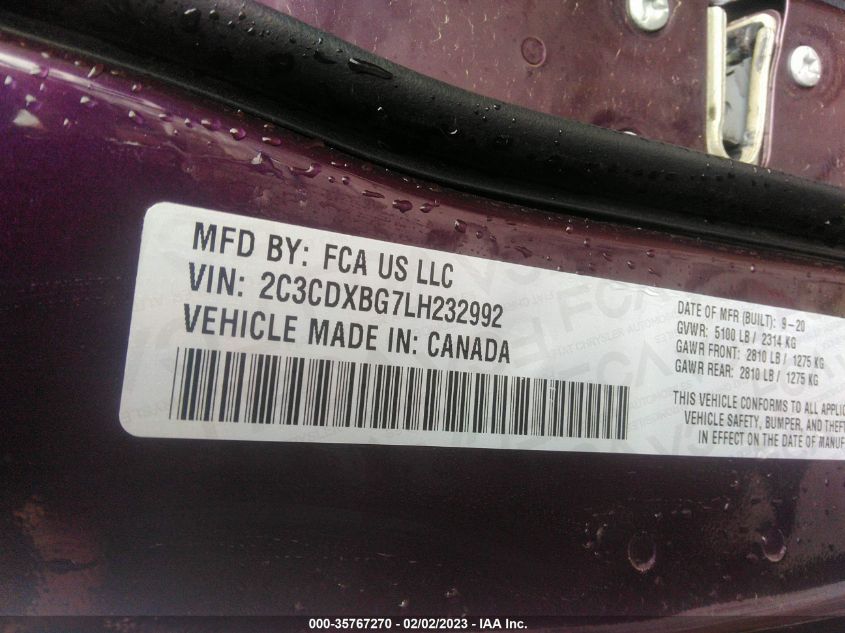 MFD BY: FCA US LLC
VIN: 2C3CDXBG7LH232992
VEHICLE MADE IN: CANADA
DATE OF MFR (BUILT): 9-20
GVWR: 5100 LB / 2314 KG
GAWR FRONT: 2810 LB / 1275 KG
GAWR REAR: 2810 LB / 1275 KG
THIS VEHICLE CONFORMS TO ALL APPLIC
VEHICLE SAFETY, BUMPER, AND THEFT
IN EFFECT ON THE DATE OF MANUF
000-35767270 - 02/02/2023 - IAA Inc.